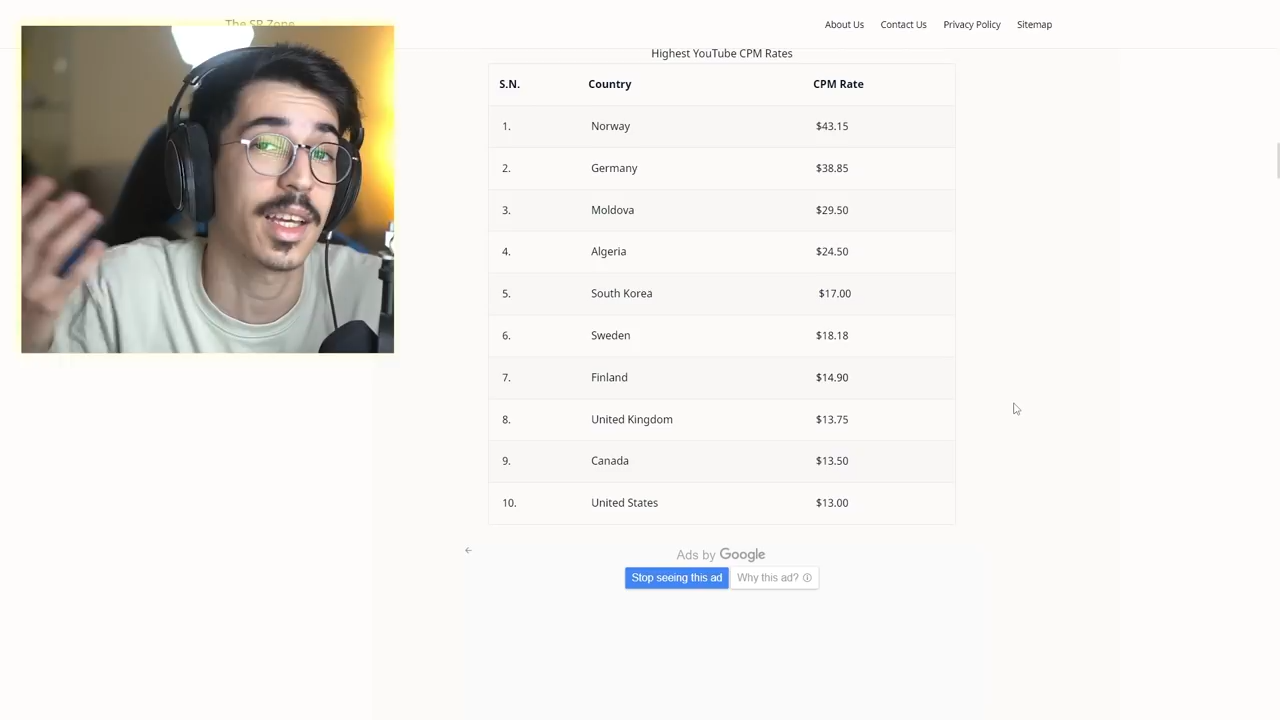 The SR Zone
About Us Contact Us Privacy Policy Sitemap
Highest YouTube CPM Rates
S.N. Country CPM Rate
1. Norway $43.15
2. Germany $38.85
3. Moldova $29.50
4. Algeria $24.50
5. South Korea $17.00
6. Sweden $18.18
7. Finland $14.90
8. United Kingdom $13.75
9. Canada $13.50
10. United States $13.00
Ads by Google
Stop seeing this ad Why this ad?